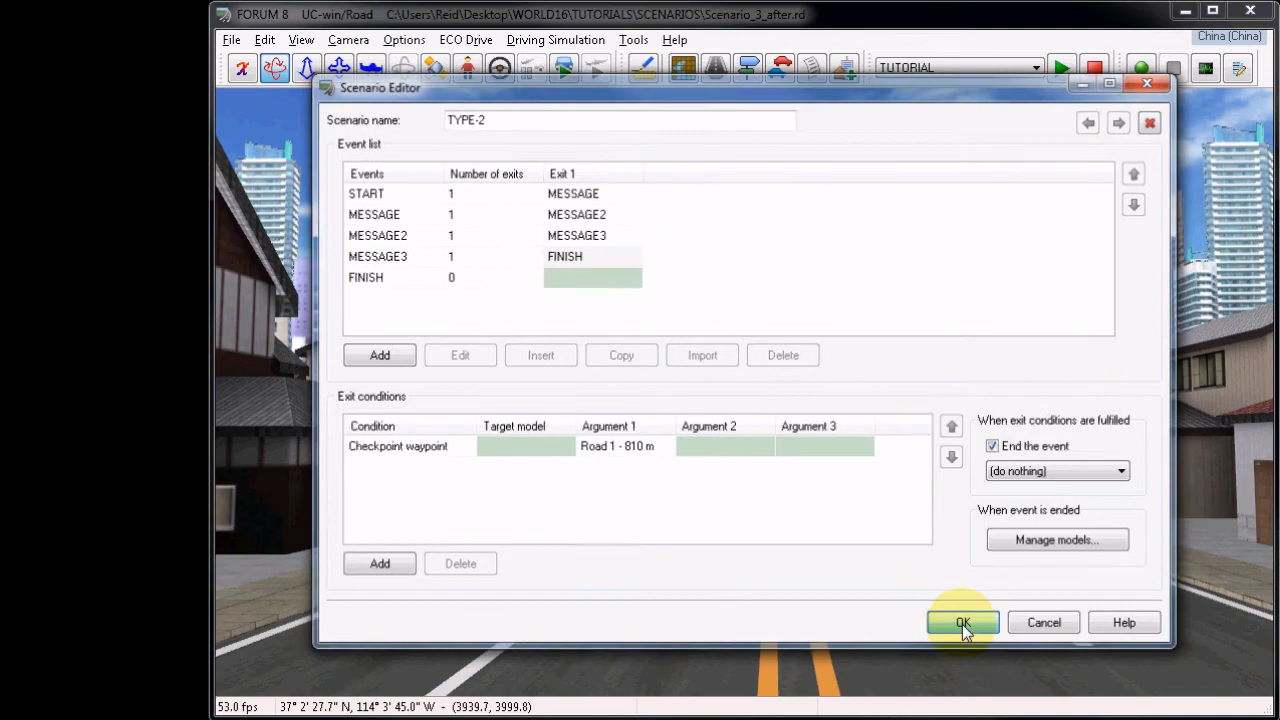 FORUM 8 UC-win/Road C:\Users\Reid\Desktop\WORLD16\TUTORIALS\SCENARIOS\Scenario_3_after.rd
File Edit View Camera Options ECO Drive Driving Simulation Tools Help
China (China)
TUTORIAL
Scenario Editor
Scenario name: TYPE-2
Event list
Events Number of exits Exit 1
START 1 MESSAGE
MESSAGE 1 MESSAGE2
MESSAGE2 1 MESSAGE3
MESSAGE3 1 FINISH
FINISH 0
Add Edit Insert Copy Import Delete
Exit conditions
Condition Target model Argument 1 Argument 2 Argument 3
Checkpoint waypoint Road 1 - 810 m
Add Delete
When exit conditions are fulfilled
End the event
(do nothing)
When event is ended
Manage models...
OK Cancel Help
53.0 fps 37° 2' 27.7" N, 114° 3' 45.0" W - (3939.7, 3999.8)